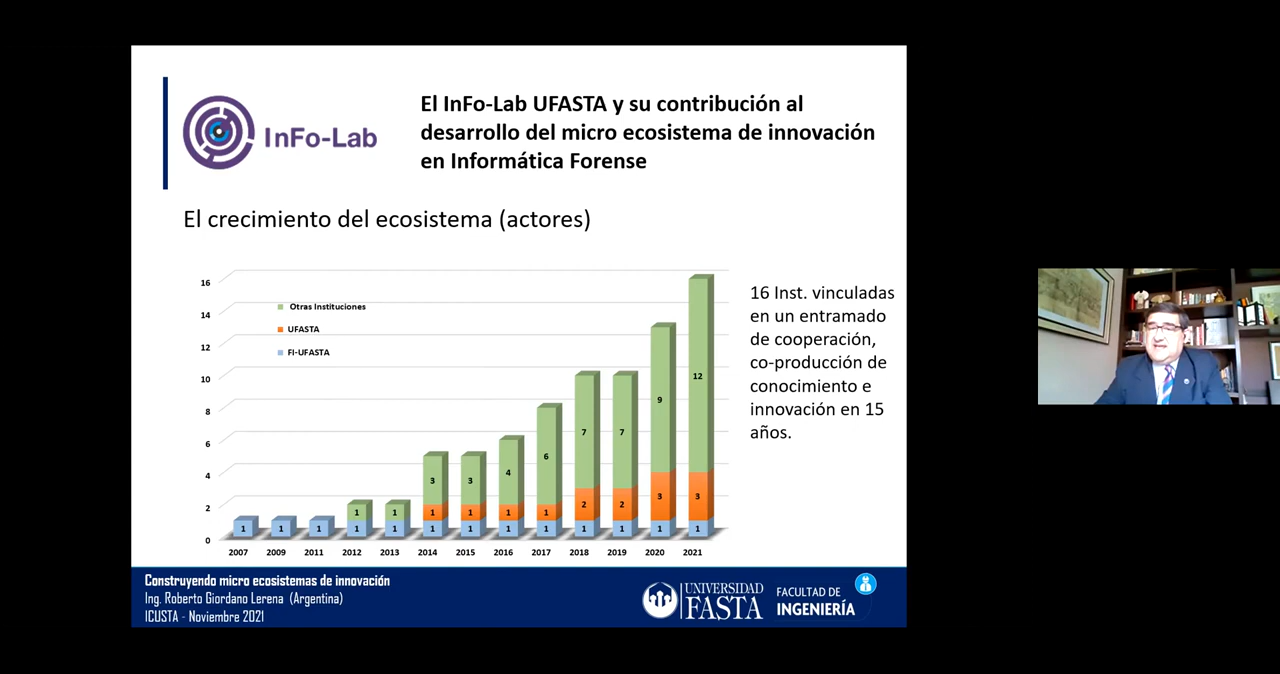 InFo-Lab
El InFo-Lab UFASTA y su contribución al
desarrollo del micro ecosistema de innovación
en Informática Forense
El crecimiento del ecosistema (actores)
16
14
12
10
8
6
4
2
0
Otras Instituciones
UFASTA
FI-UFASTA
1 1 1 1 1 3 3 4 6 7 7 9 12
1 1 1 1 2 2 3 3
1 1 1 1 1 1 1 1 1 1
2007 2009 2011 2012 2013 2014 2015 2016 2017 2018 2019 2020 2021
16 Inst. vinculadas
en un entramado
de cooperación,
co-producción de
conocimiento e
innovación en 15
años.
Construyendo micro ecosistemas de innovación
Ing. Roberto Giordano Lerena (Argentina)
ICUSTA - Noviembre 2021
UNIVERSIDAD
FASTA
FACULTAD DE
INGENIERÍA